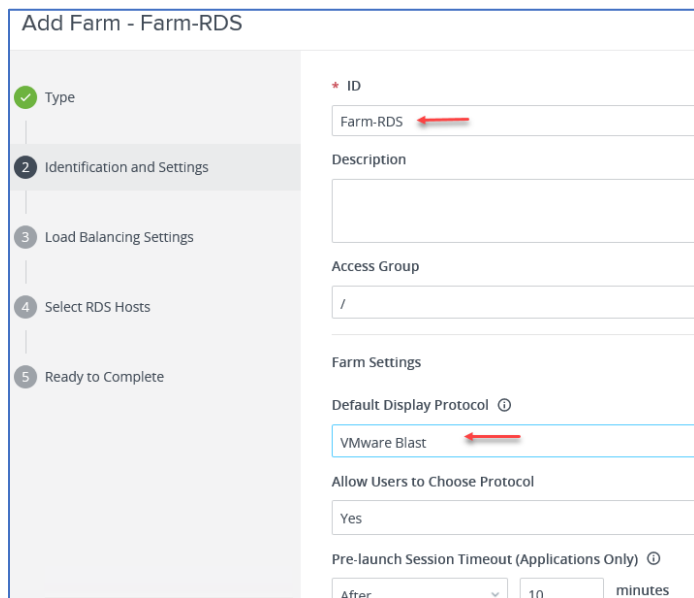 Add Farm - Farm-RDS
Type
2 Identification and Settings
3 Load Balancing Settings
4 Select RDS Hosts
5 Ready to Complete
* ID
Farm-RDS
Description
Access Group
/
Farm Settings
Default Display Protocol
VMware Blast
Allow Users to Choose Protocol
Yes
Pre-launch Session Timeout (Applications Only)
After 10 minutes